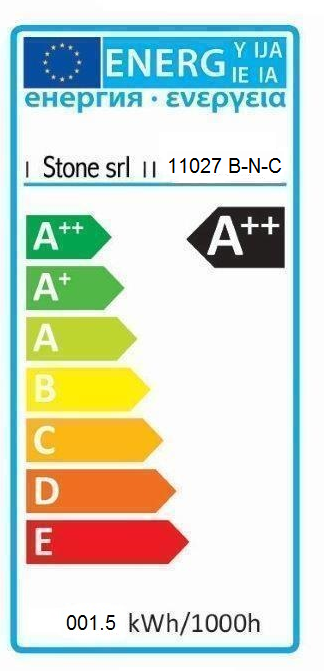 ENERG Y IJA
IE IA
енергия · ενεργεια
I Stone srl I I 11027 B-N-C
A++ A++
A+
A
B
C
D
E
001.5 kWh/1000h